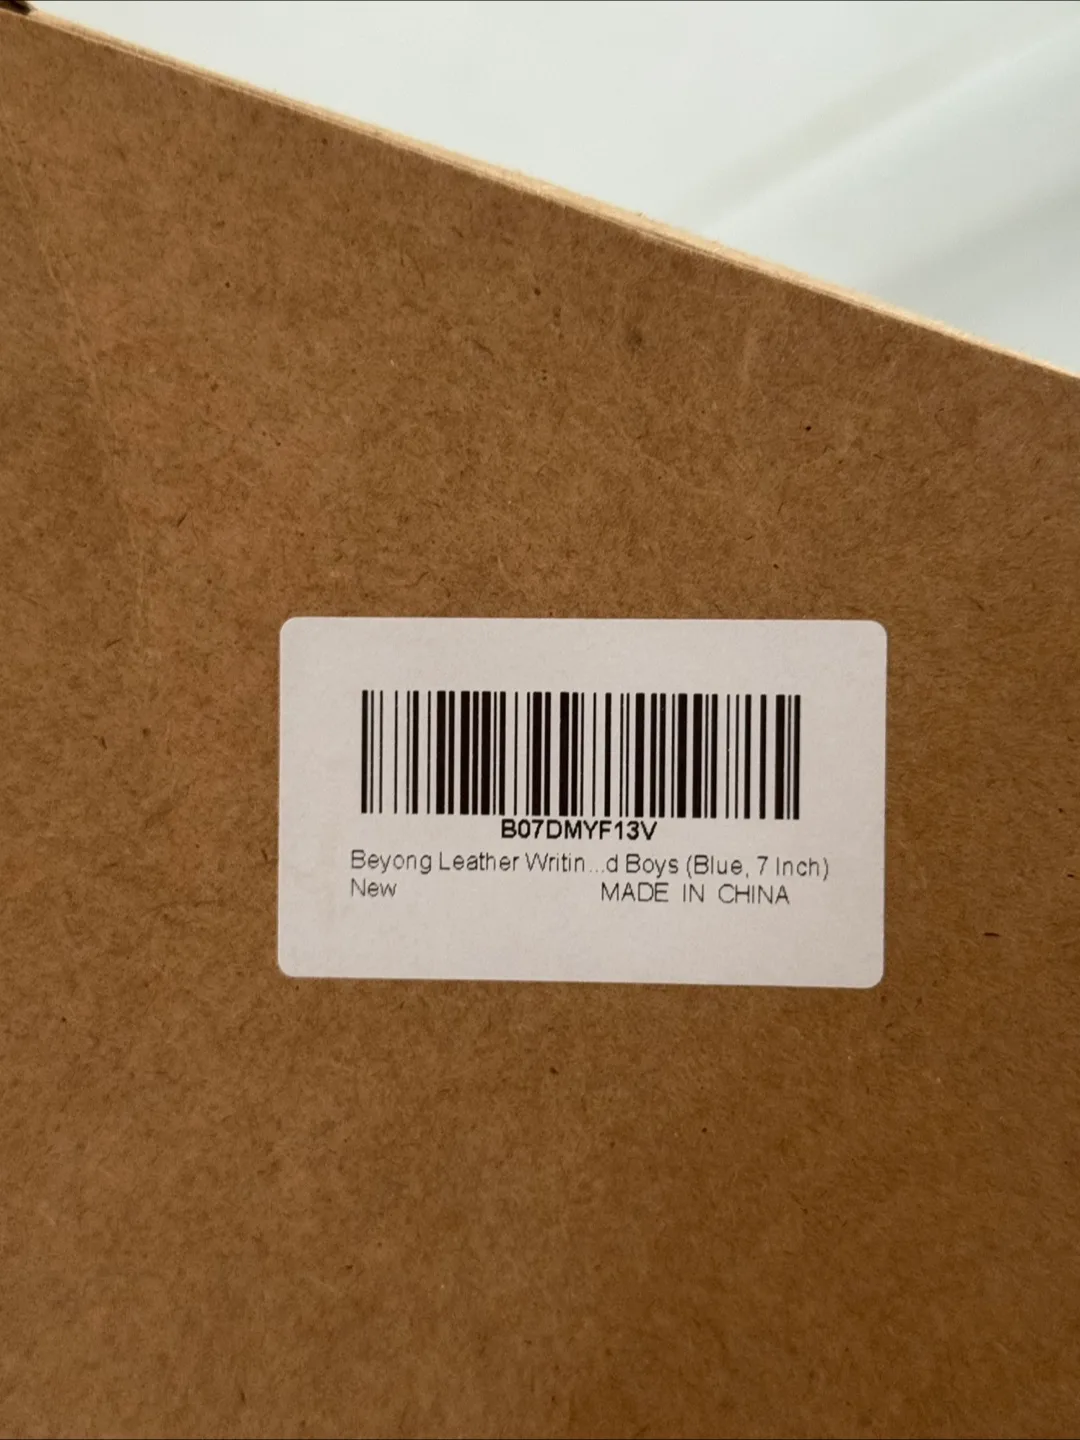 B07DMYF13V
Beyong Leather Writin...d Boys (Blue, 7 Inch)
New MADE IN CHINA